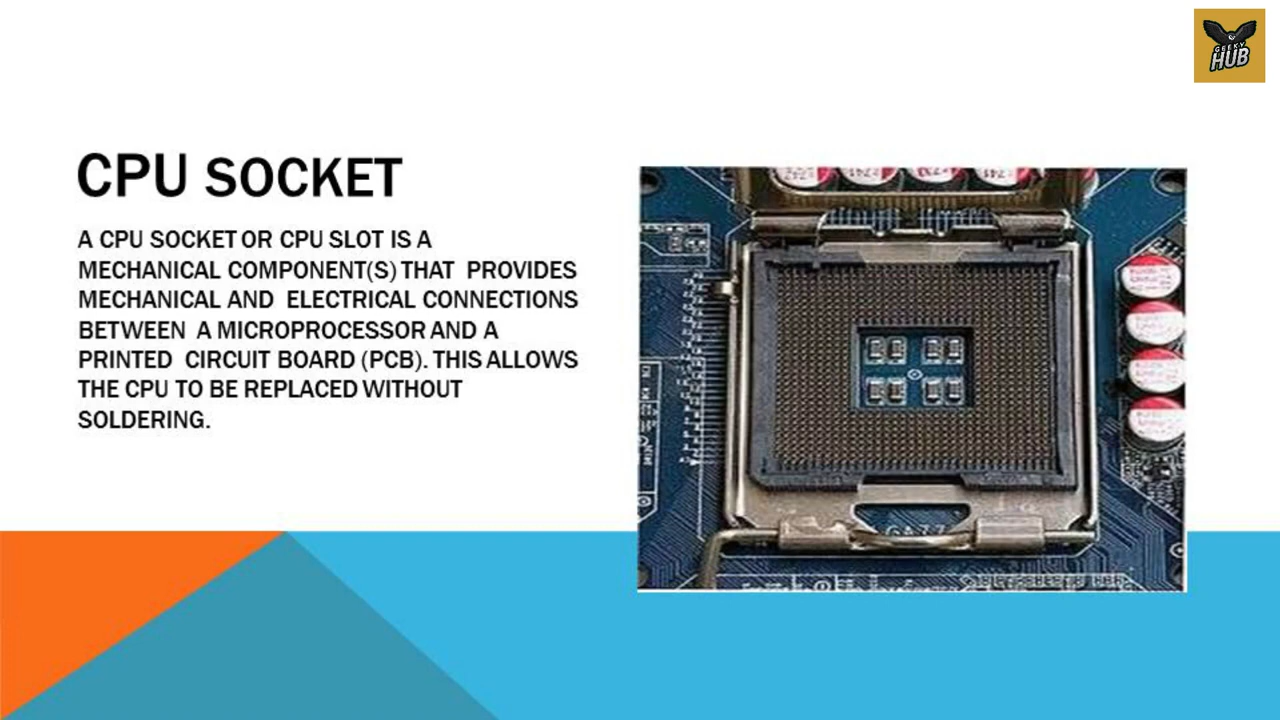 GEEKY
HUB
CPU SOCKET
A CPU SOCKET OR CPU SLOT IS A
MECHANICAL COMPONENT(S) THAT PROVIDES
MECHANICAL AND ELECTRICAL CONNECTIONS
BETWEEN A MICROPROCESSOR AND A
PRINTED CIRCUIT BOARD (PCB). THIS ALLOWS
THE CPU TO BE REPLACED WITHOUT
SOLDERING.